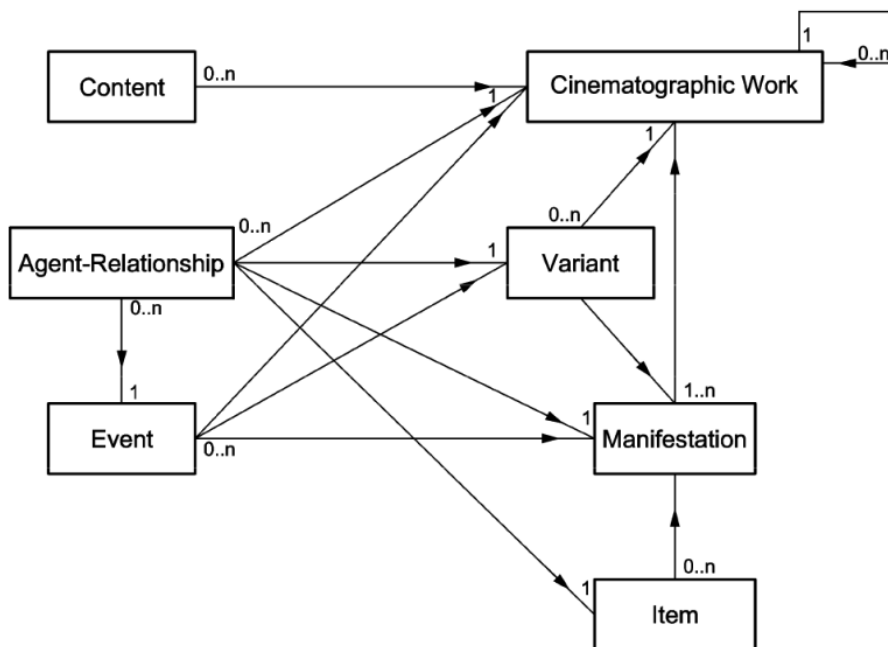 1
0..n
Content
0..n
1
Cinematographic Work
1
0..n
0..n
Agent-Relationship
1
Variant
0..n
1
1
1..n
Event
0..n
Manifestation
1
0..n
Item